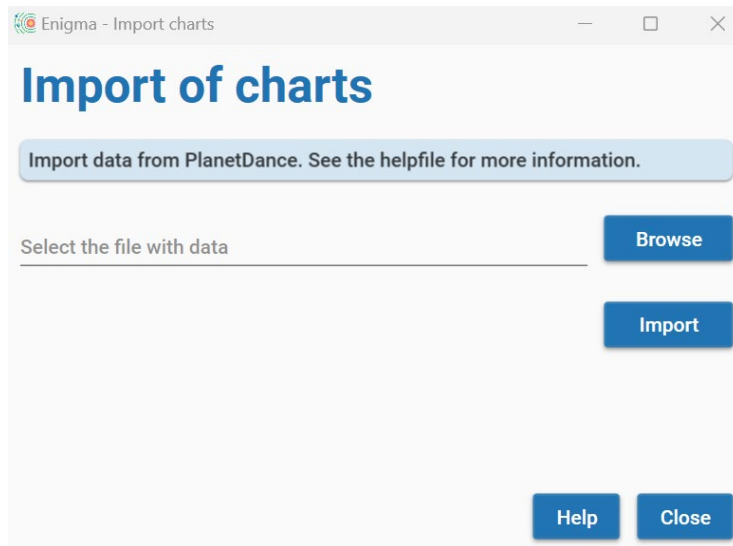 Enigma - Import charts
Import of charts
Import data from PlanetDance. See the helpfile for more information.
Select the file with data
Browse
Import
Help
Close